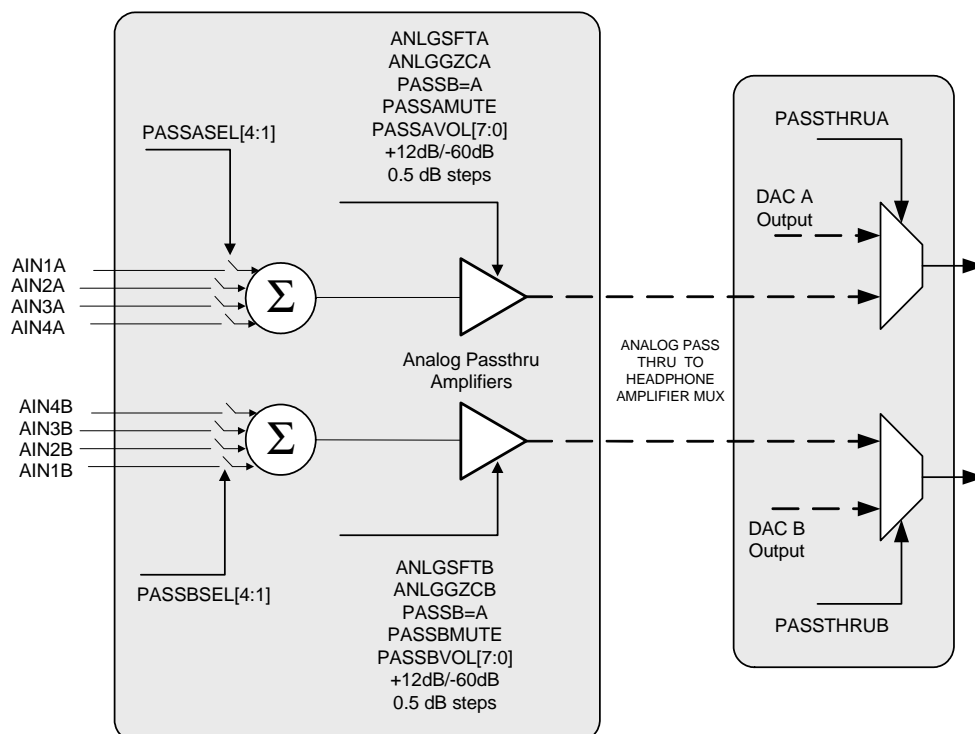 ANLGSFTA
ANLGGZCA
PASSB=A
PASSAMUTE
PASSAVOL[7:0]
+12dB/-60dB
0.5 dB steps
PASSASEL[4:1]
AIN1A
AIN2A
AIN3A
AIN4A
Σ
Analog Passthru
Amplifiers
AIN4B
AIN3B
AIN2B
AIN1B
Σ
PASSBSEL[4:1]
ANLGSFTB
ANLGGZCB
PASSB=A
PASSBMUTE
PASSBVOL[7:0]
+12dB/-60dB
0.5 dB steps
ANALOG PASS
THRU TO
HEADPHONE
AMPLIFIER MUX
PASSTHRUA
DAC A
Output
DAC B
Output
PASSTHRUB